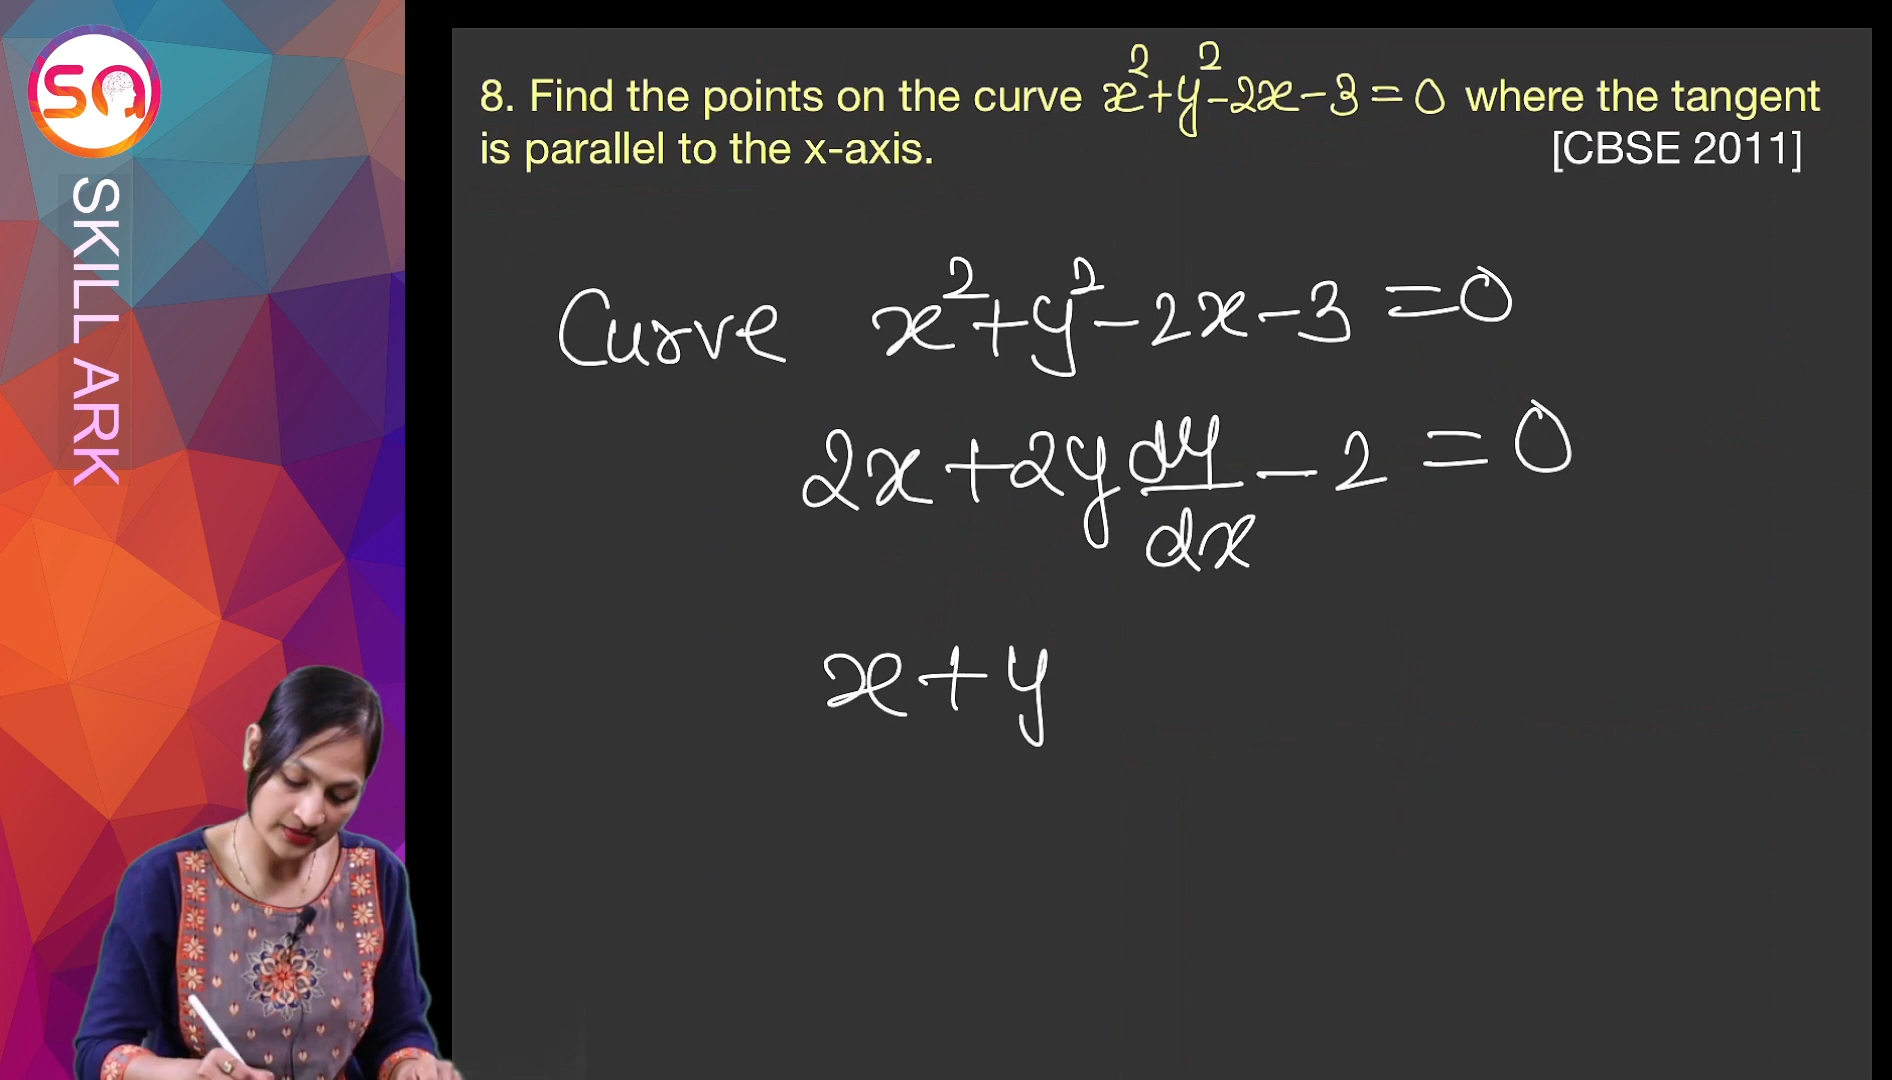 SA
SKILL ARK
8. Find the points on the curve x²+y²-2x-3=0 where the tangent
is parallel to the x-axis. [CBSE 2011]
Curve x²+y²-2x-3=0
2x+2y dy/dx -2=0
x+y